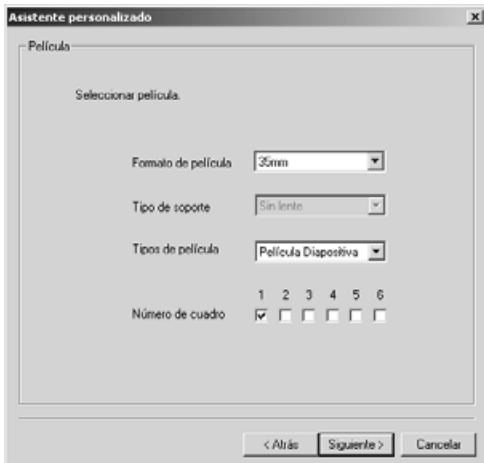 Asistente personalizado
Película
Seleccionar película.
Formato de película 35mm
Tipo de soporte Sin lente
Tipos de película Película Diapositiva
1 2 3 4 5 6
Número de cuadro
< Atrás Siguiente > Cancelar